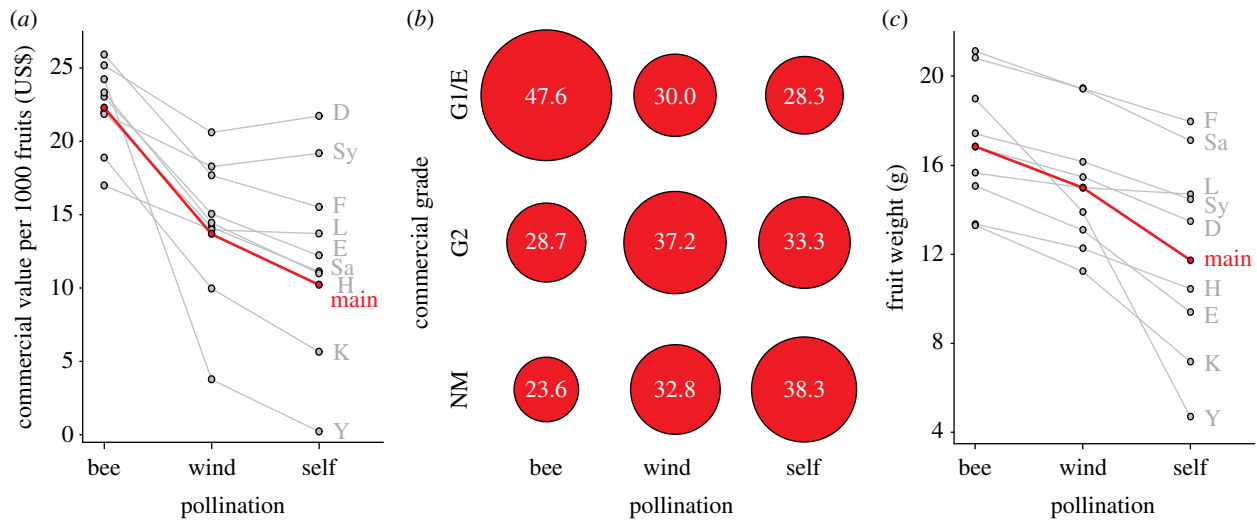 (a)
commercial value per 1000 fruits (US$)
25
20
15
10
5
0
D
Sy
F
L
E
Sa
H
main
K
Y
bee wind self
pollination
(b)
commercial grade
G1/E 47.6 30.0 28.3
G2 28.7 37.2 33.3
NM 23.6 32.8 38.3
bee wind self
pollination
(c)
fruit weight (g)
20
16
12
8
4
F
Sa
L
Sy
D
main
H
E
K
Y
bee wind self
pollination